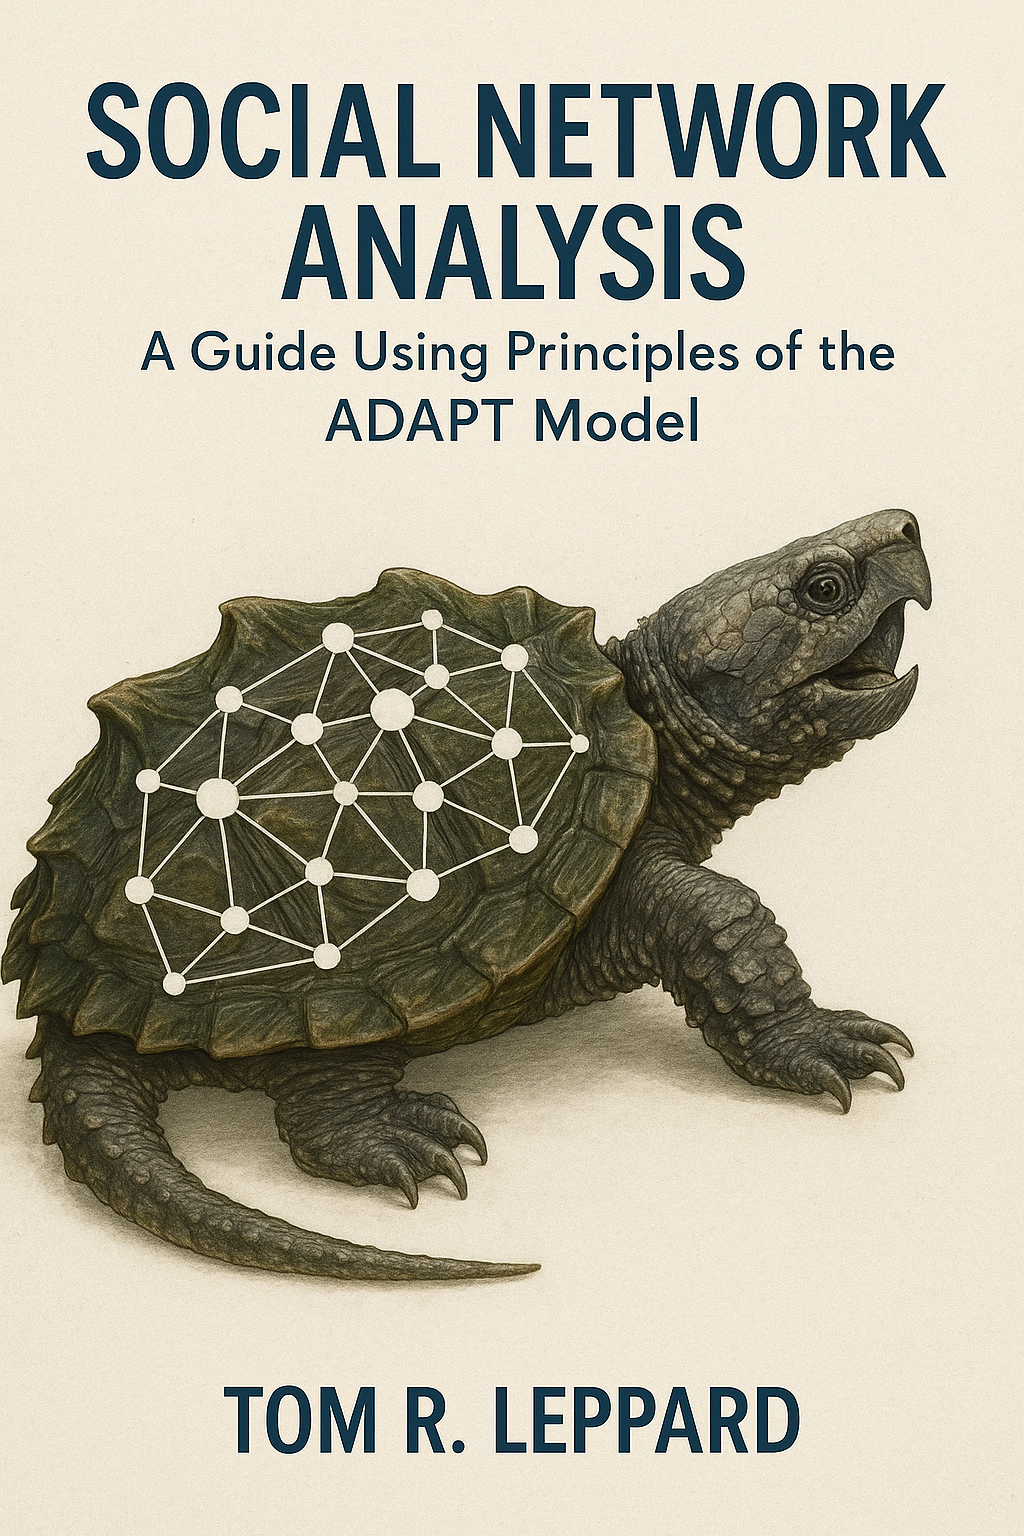 SOCIAL NETWORK
ANALYSIS
A Guide Using Principles of the
ADAPT Model
TOM R. LEPPARD